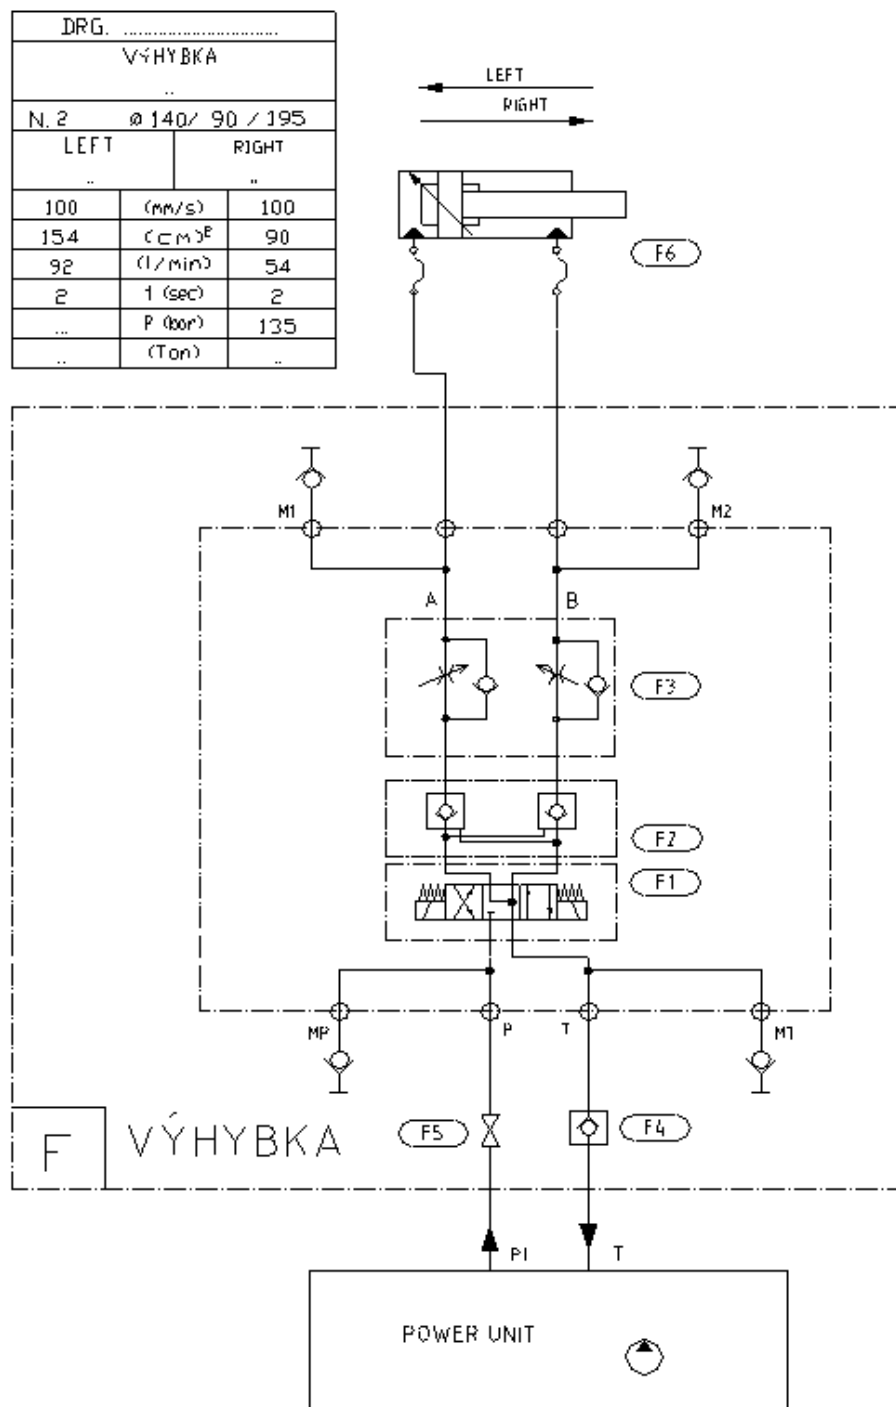 DRG. ................................
VÝHYBKA
..
N. 2 ø 140/ 90 / 195
LEFT RIGHT
.. ..
100 (mm/s) 100
154 (cm)² 90
92 (l/min) 54
2 t (sec) 2
... P (bar) 135
.. (Ton) ..
LEFT
RIGHT
F6
M1
M2
A
B
F3
F2
F1
MP
P
T
MT
F5
F4
F
VÝHYBKA
P1
T
POWER UNIT